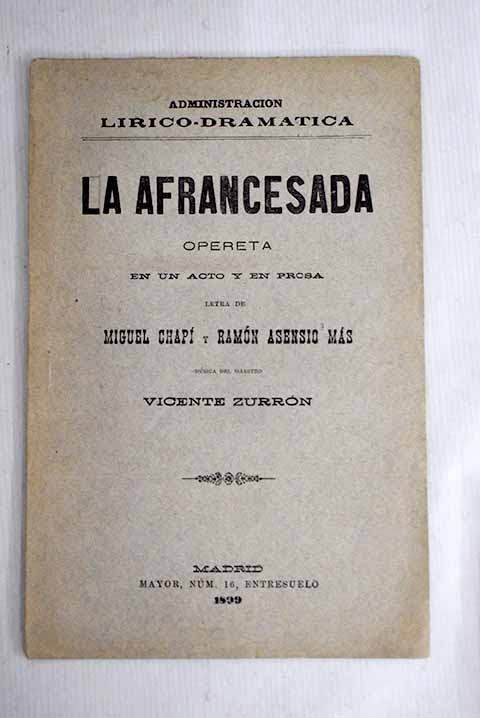 ADMINISTRACION
LIRICO-DRAMATICA
LA AFRANCESADA
OPERETA
EN UN ACTO Y EN PROSA
LETRA DE
MIGUEL CHAPÍ Y RAMÓN ASENSIO MÁS
MÚSICA DEL MAESTRO
VICENTE ZURRÓN
MADRID
MAYOR, NÚM. 16, ENTRESUELO
1899